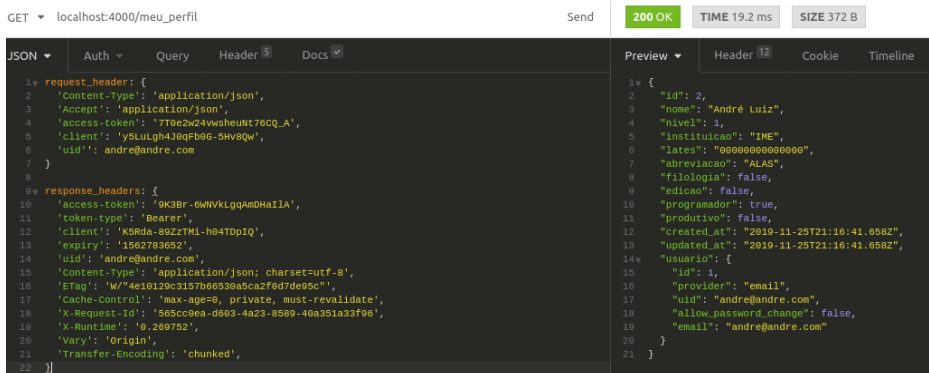 GET localhost:4000/meu_perfil Send 200 OK TIME 19.2 ms SIZE 372 B
JSON Auth Query Header 5 Docs
1 request_header: {
2 'Content-Type': 'application/json',
3 'Accept': 'application/json',
4 'access-token': '7T0e2w24vwsheuNt76CQ_A',
5 'client': 'y5LuLgh4J0qFb0G-5Hv8Qw',
6 'uid'': andre@andre.com
7 }
8
9 response_headers: {
10 'access-token': '9K3Br-6WNVkLgqAmDHaIlA',
11 'token-type': 'Bearer',
12 'client': 'K5Rda-89ZzTMi-h04TDpIQ',
13 'expiry': '1562783652',
14 'uid': 'andre@andre.com',
15 'Content-Type': 'application/json; charset=utf-8',
16 'ETag': 'W/"4e10129c3157b66530a5ca2f0d7de95c"',
17 'Cache-Control': 'max-age=0, private, must-revalidate',
18 'X-Request-Id': '565cc0ea-d603-4a23-8589-40a351a33f96',
19 'X-Runtime': '0.269752',
20 'Vary': 'Origin',
21 'Transfer-Encoding': 'chunked',
22 }
Preview Header 12 Cookie Timeline
1 {
2 "id": 2,
3 "nome": "André Luiz",
4 "nivel": 1,
5 "instituicao": "IME",
6 "lates": "00000000000000",
7 "abreviacao": "ALAS",
8 "filologia": false,
9 "edicao": false,
10 "programador": true,
11 "produtivo": false,
12 "created_at": "2019-11-25T21:16:41.658Z",
13 "updated_at": "2019-11-25T21:16:41.658Z",
14 "usuario": {
15 "id": 1,
16 "provider": "email",
17 "uid": "andre@andre.com",
18 "allow_password_change": false,
19 "email": "andre@andre.com"
20 }
21 }